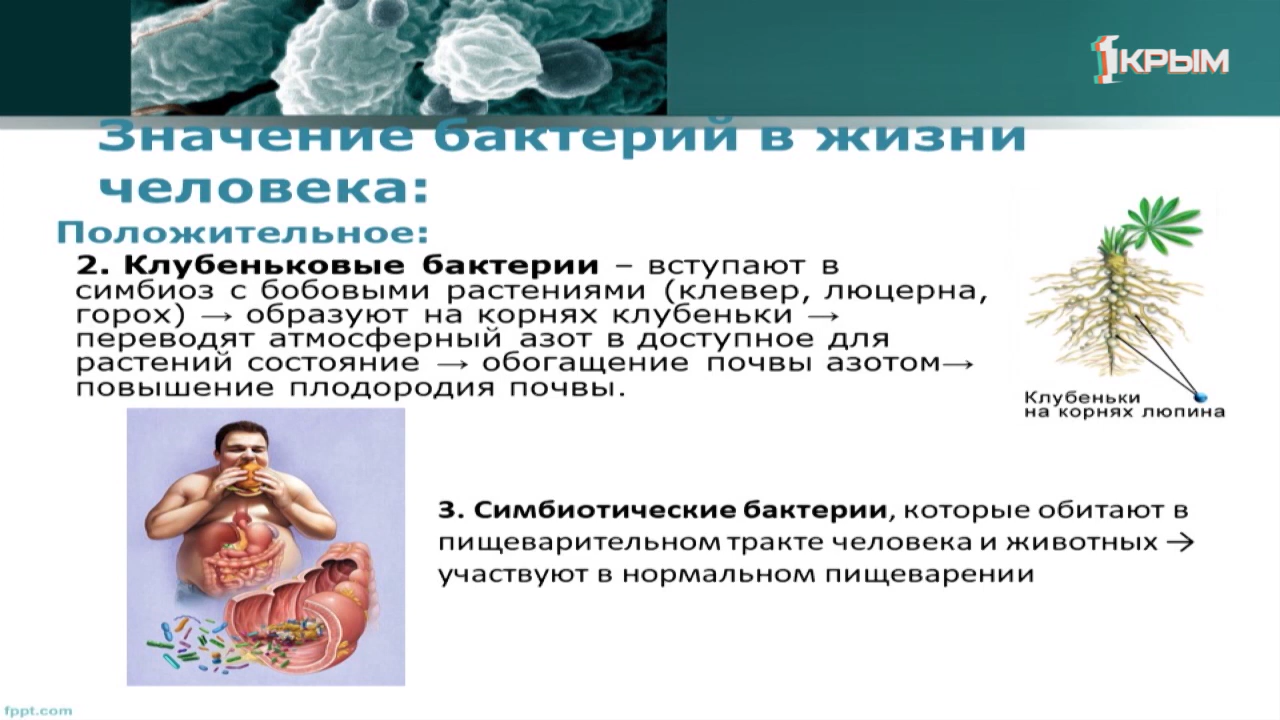 1КРЫМ
Значение бактерий в жизни
человека:
Положительное:
2. Клубеньковые бактерии – вступают в
симбиоз с бобовыми растениями (клевер, люцерна,
горох) → образуют на корнях клубеньки →
переводят атмосферный азот в доступное для
растений состояние → обогащение почвы азотом→
повышение плодородия почвы.
Клубеньки
на корнях люпина
3. Симбиотические бактерии, которые обитают в
пищеварительном тракте человека и животных →
участвуют в нормальном пищеварении
fppt.com